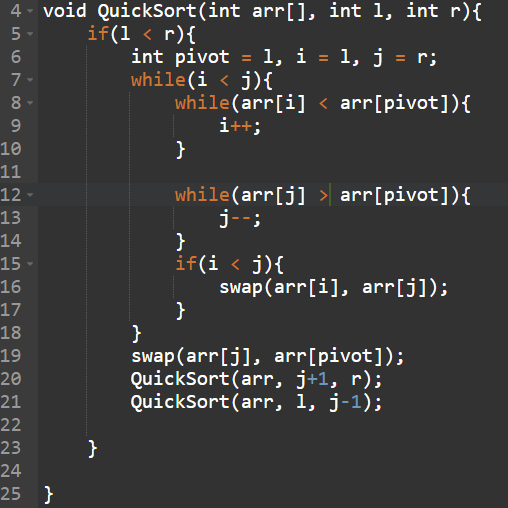 4 void QuickSort(int arr[], int l, int r){
5     if(l < r){
6         int pivot = l, i = l, j = r;
7         while(i < j){
8             while(arr[i] < arr[pivot]){
9                 i++;
10             }
11
12             while(arr[j] > arr[pivot]){
13                 j--;
14             }
15             if(i < j){
16                 swap(arr[i], arr[j]);
17             }
18         }
19         swap(arr[j], arr[pivot]);
20         QuickSort(arr, j+1, r);
21         QuickSort(arr, l, j-1);
22
23     }
24
25 }